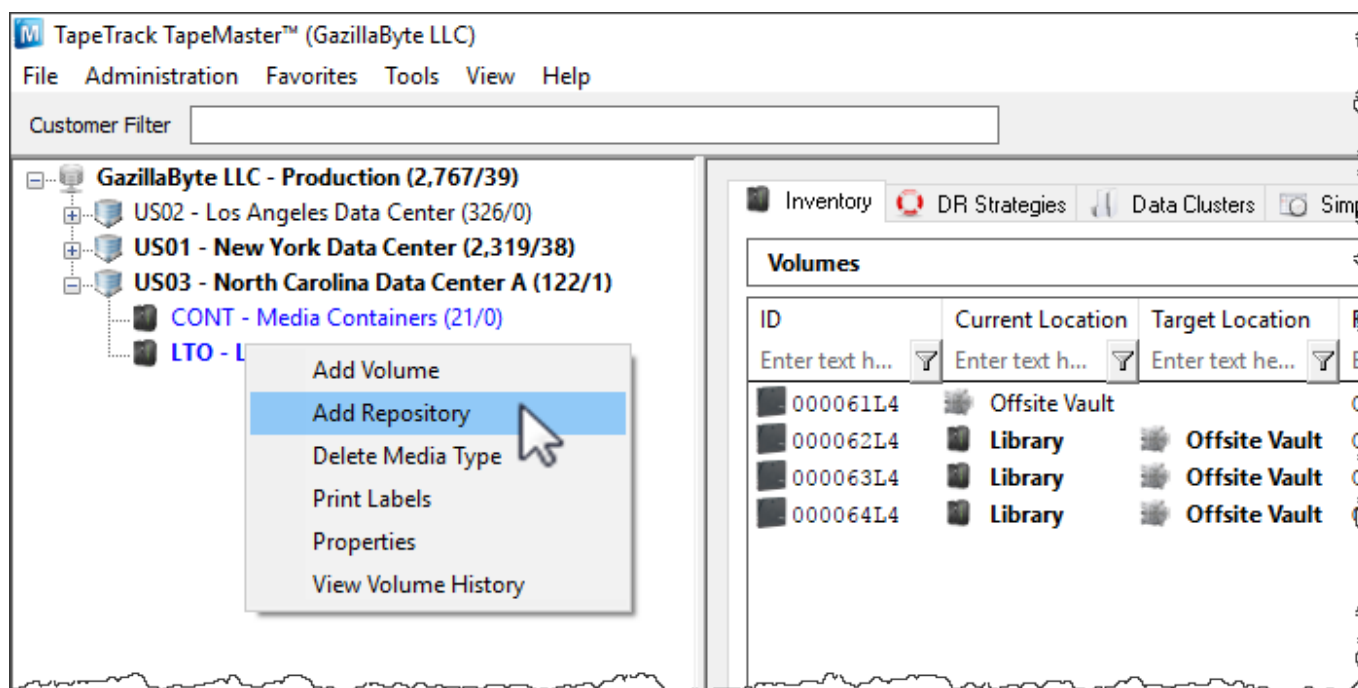 TapeTrack TapeMaster™ (GazillaByte LLC)
File Administration Favorites Tools View Help
Customer Filter
GazillaByte LLC - Production (2,767/39)
US02 - Los Angeles Data Center (326/0)
US01 - New York Data Center (2,319/38)
US03 - North Carolina Data Center A (122/1)
CONT - Media Containers (21/0)
LTO - L
Add Volume
Add Repository
Delete Media Type
Print Labels
Properties
View Volume History
Inventory DR Strategies Data Clusters
Volumes
ID Current Location Target Location
Enter text h... Enter text h... Enter text he...
000061L4 Offsite Vault
000062L4 Library Offsite Vault
000063L4 Library Offsite Vault
000064L4 Library Offsite Vault